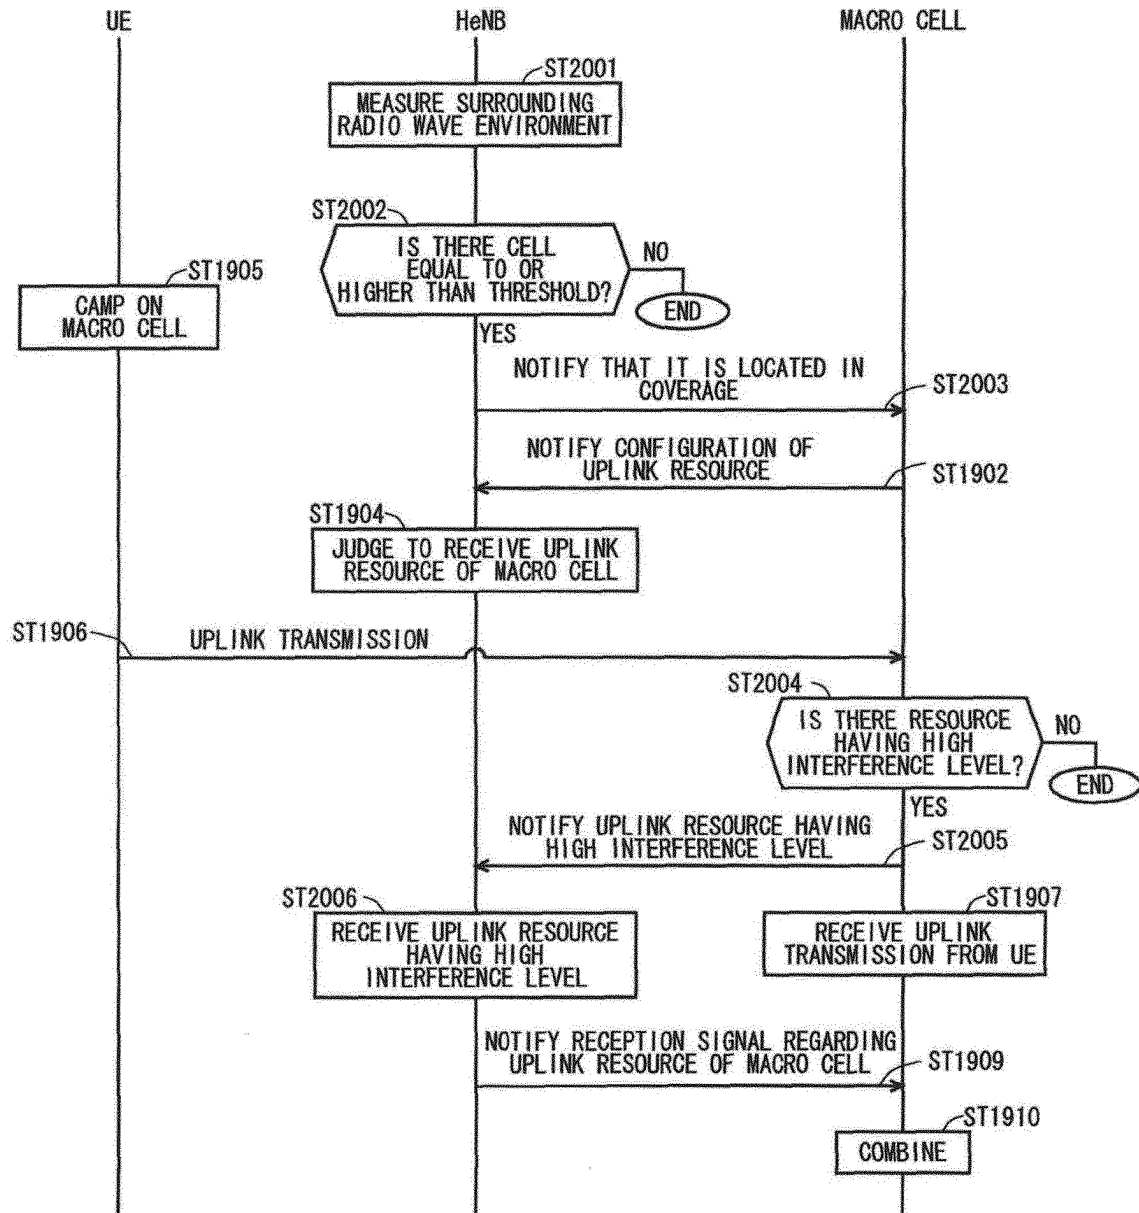 UE
HeNB
MACRO CELL
ST2001
MEASURE SURROUNDING
RADIO WAVE ENVIRONMENT
ST2002
IS THERE CELL
EQUAL TO OR
HIGHER THAN THRESHOLD?
NO
END
YES
ST1905
CAMP ON
MACRO CELL
NOTIFY THAT IT IS LOCATED IN
COVERAGE
ST2003
NOTIFY CONFIGURATION OF
UPLINK RESOURCE
ST1902
ST1904
JUDGE TO RECEIVE UPLINK
RESOURCE OF MACRO CELL
ST1906
UPLINK TRANSMISSION
ST2004
IS THERE RESOURCE
HAVING HIGH
INTERFERENCE LEVEL?
NO
END
YES
NOTIFY UPLINK RESOURCE HAVING
HIGH INTERFERENCE LEVEL
ST2005
ST2006
RECEIVE UPLINK RESOURCE
HAVING HIGH
INTERFERENCE LEVEL
ST1907
RECEIVE UPLINK
TRANSMISSION FROM UE
NOTIFY RECEPTION SIGNAL REGARDING
UPLINK RESOURCE OF MACRO CELL
ST1909
ST1910
COMBINE